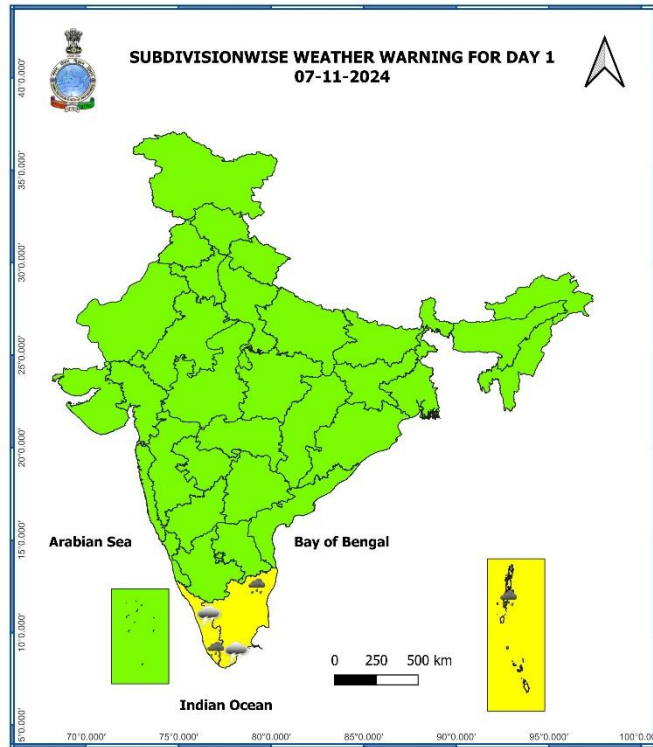 SUBDIVISIONWISE WEATHER WARNING FOR DAY 1
07-11-2024
40°0.000'
35°0.000'
30°0.000'
25°0.000'
20°0.000'
15°0.000'
10°0.000'
5°0.000'
Arabian Sea
Bay of Bengal
0 250 500 km
Indian Ocean
70°0.000' 75°0.000' 80°0.000' 85°0.000' 90°0.000' 95°0.000' 100°0.0